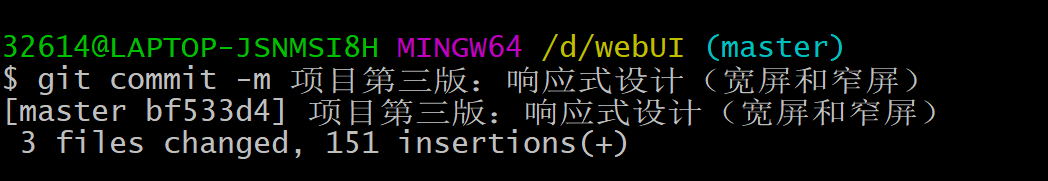 32614@LAPTOP-JSNMSI8H MINGW64 /d/webUI (master)
$ git commit -m 项目第三版：响应式设计（宽屏和窄屏）
[master bf533d4] 项目第三版：响应式设计（宽屏和窄屏）
 3 files changed, 151 insertions(+)